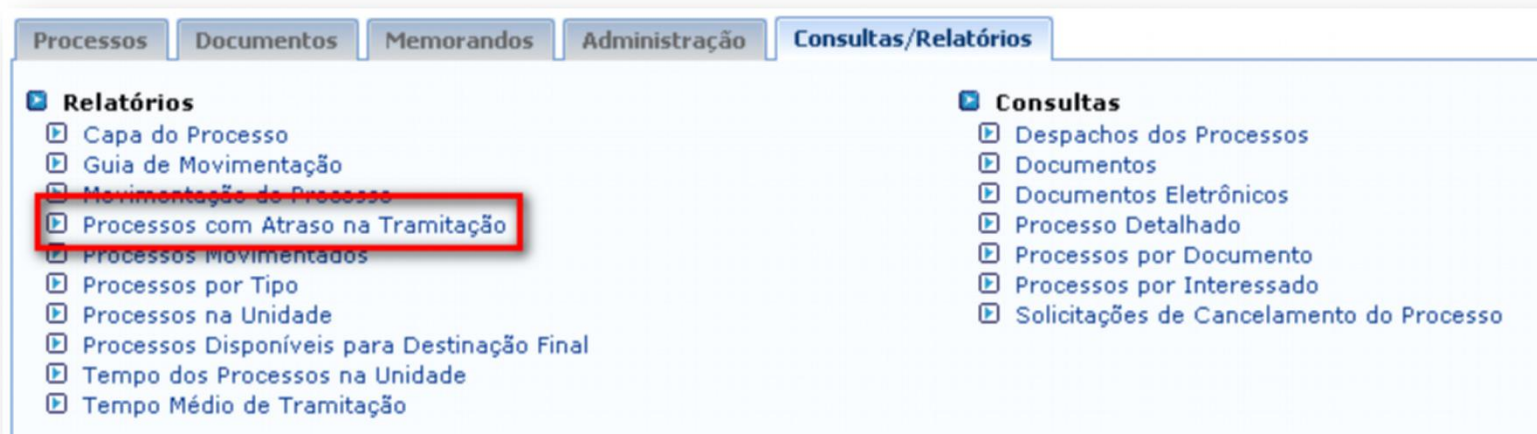 Processos Documentos Memorandos Administração Consultas/Relatórios
Relatórios
Capa do Processo
Guia de Movimentação
Movimentação do Processo
Processos com Atraso na Tramitação
Processos Movimentados
Processos por Tipo
Processos na Unidade
Processos Disponíveis para Destinação Final
Tempo dos Processos na Unidade
Tempo Médio de Tramitação
Consultas
Despachos dos Processos
Documentos
Documentos Eletrônicos
Processo Detalhado
Processos por Documento
Processos por Interessado
Solicitações de Cancelamento do Processo